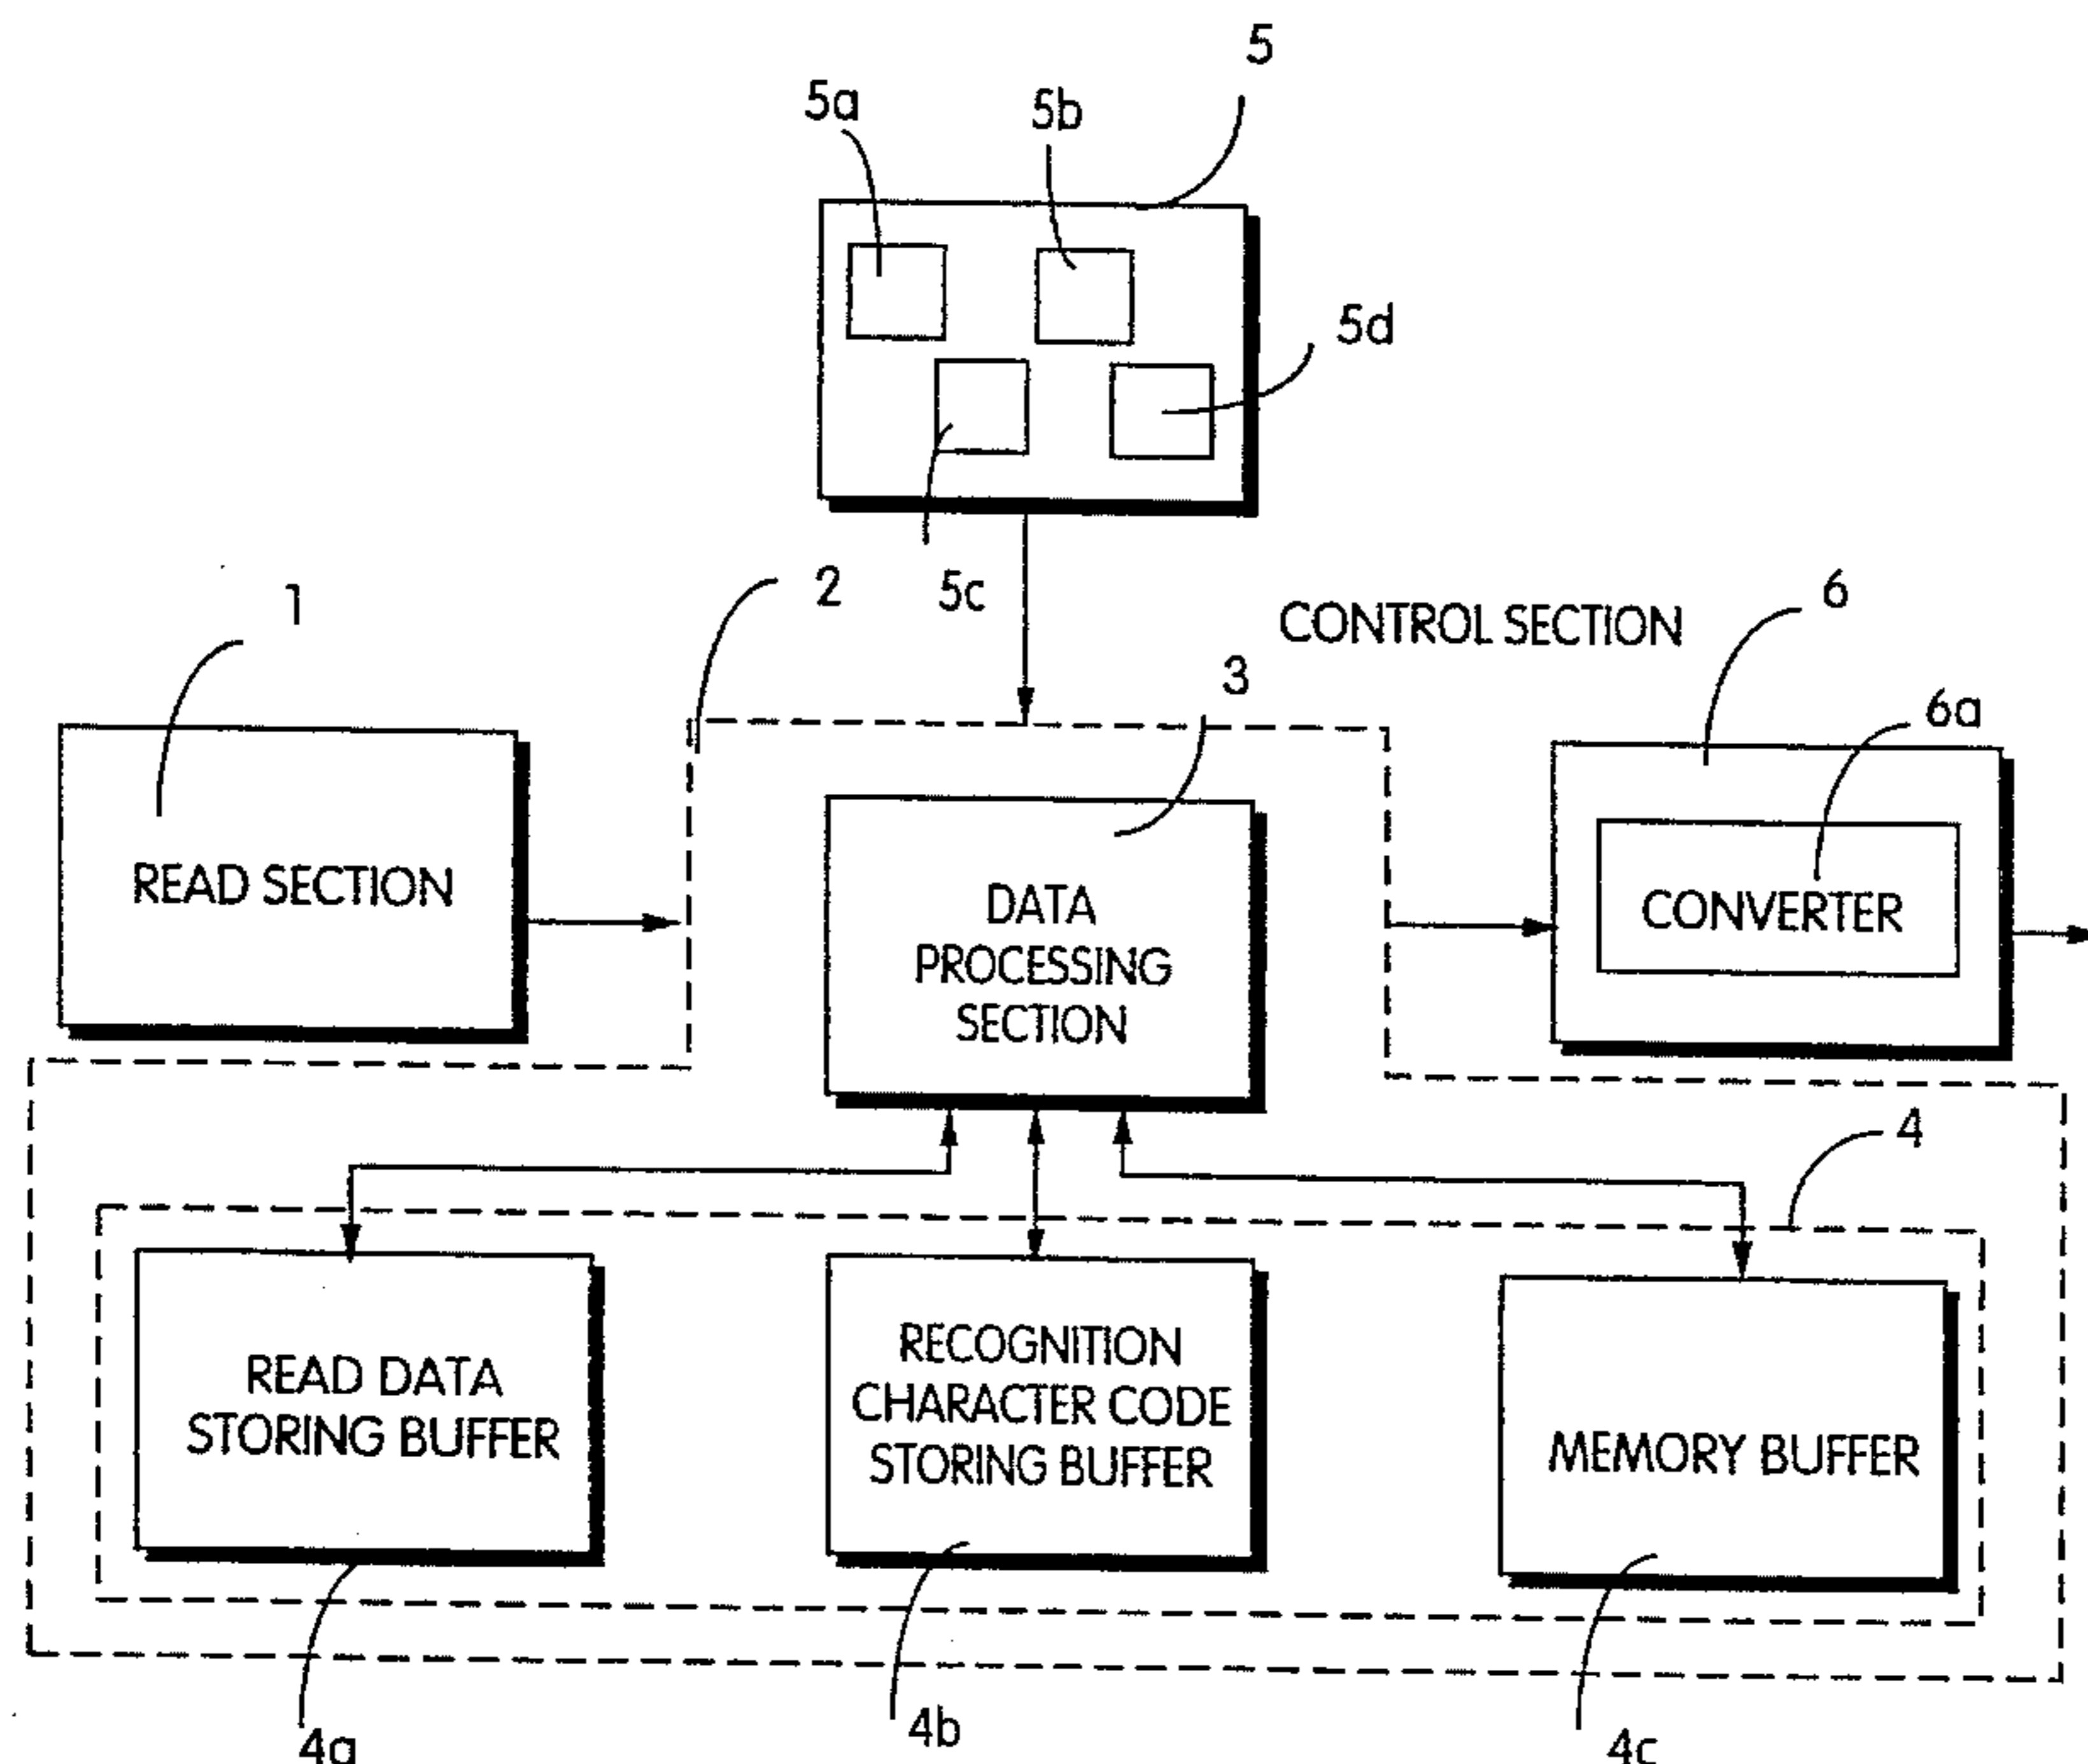 5
5a
5b
5d
5c
2
1
CONTROL SECTION
6
3
6a
READ SECTION
DATA
PROCESSING
SECTION
CONVERTER
4
READ DATA
STORING BUFFER
RECOGNITION
CHARACTER CODE
STORING BUFFER
MEMORY BUFFER
4a
4b
4c